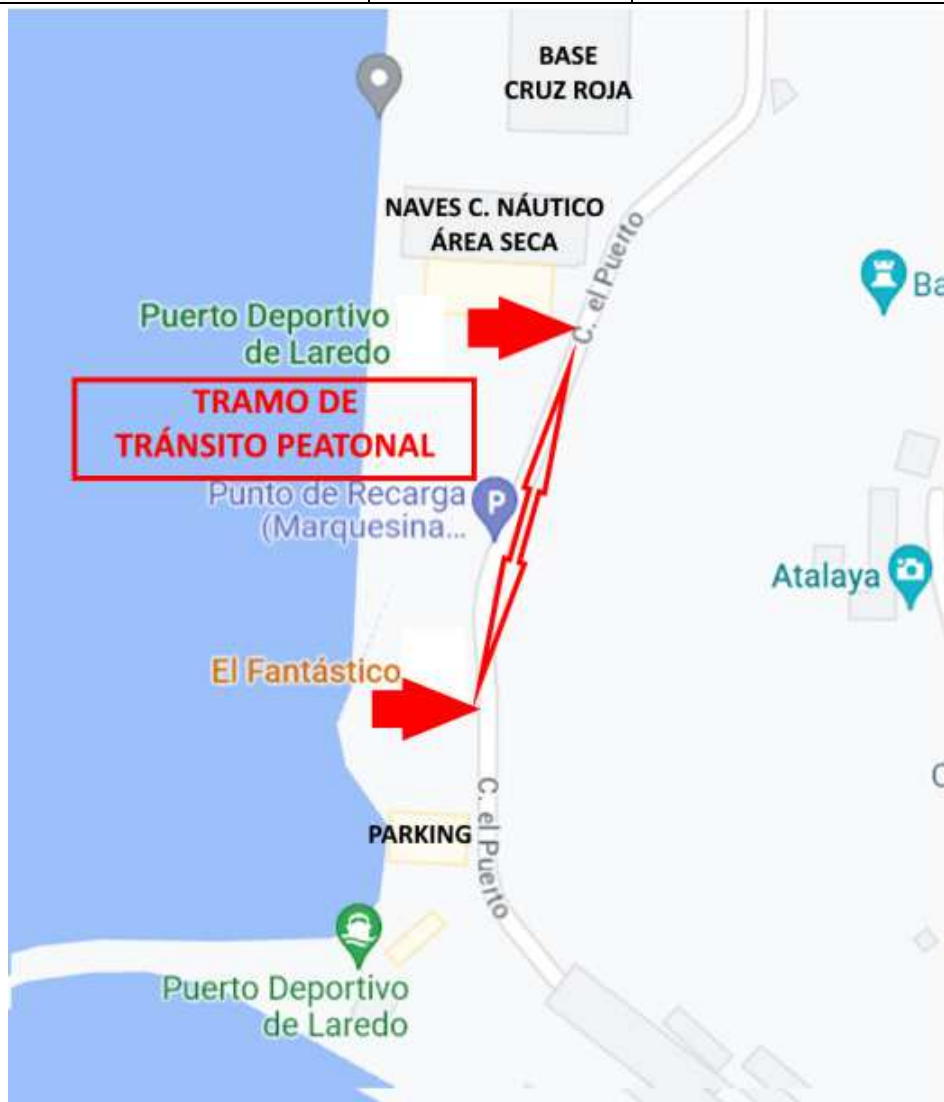 BASE
CRUZ ROJA
NAVES C. NÁUTICO
ÁREA SECA
C. el Puerto
Ba
Puerto Deportivo
de Laredo
TRAMO DE
TRÁNSITO PEATONAL
Punto de Recarga
(Marquesina...
P
Atalaya
El Fantástico
C
C. el Puerto
PARKING
Puerto Deportivo
de Laredo